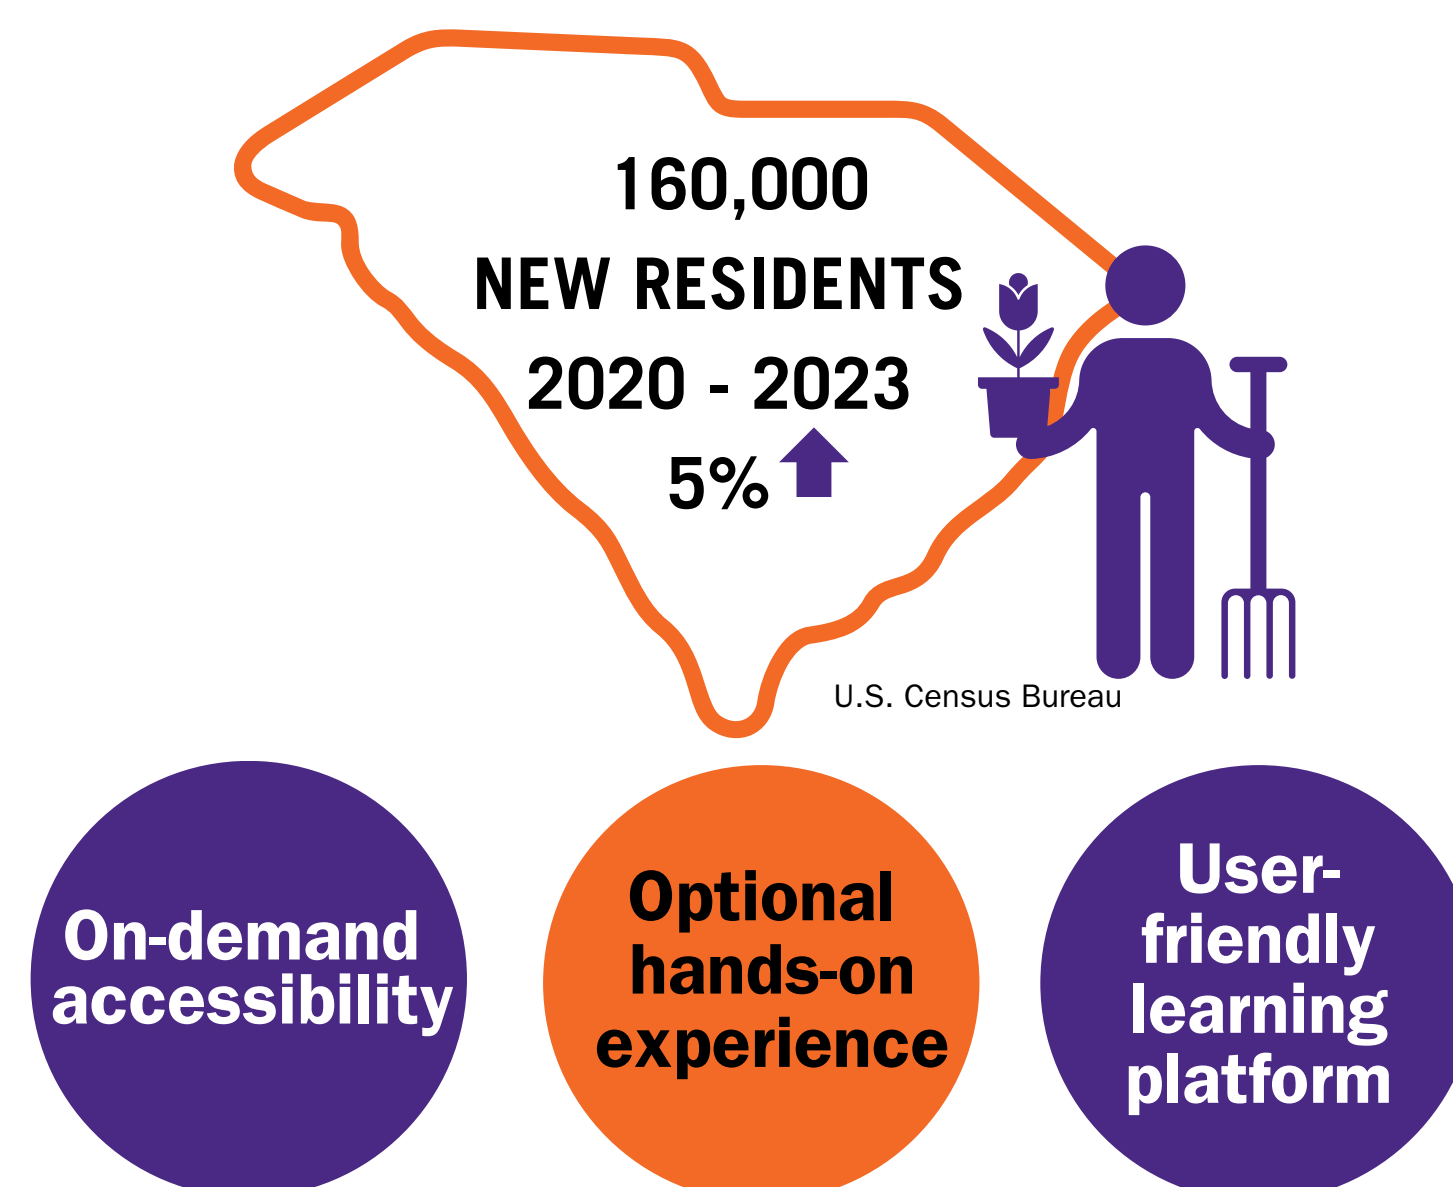 160,000
NEW RESIDENTS
2020 - 2023
5%
U.S. Census Bureau
On-demand
accessibility
Optional
hands-on
experience
User-
friendly
learning
platform